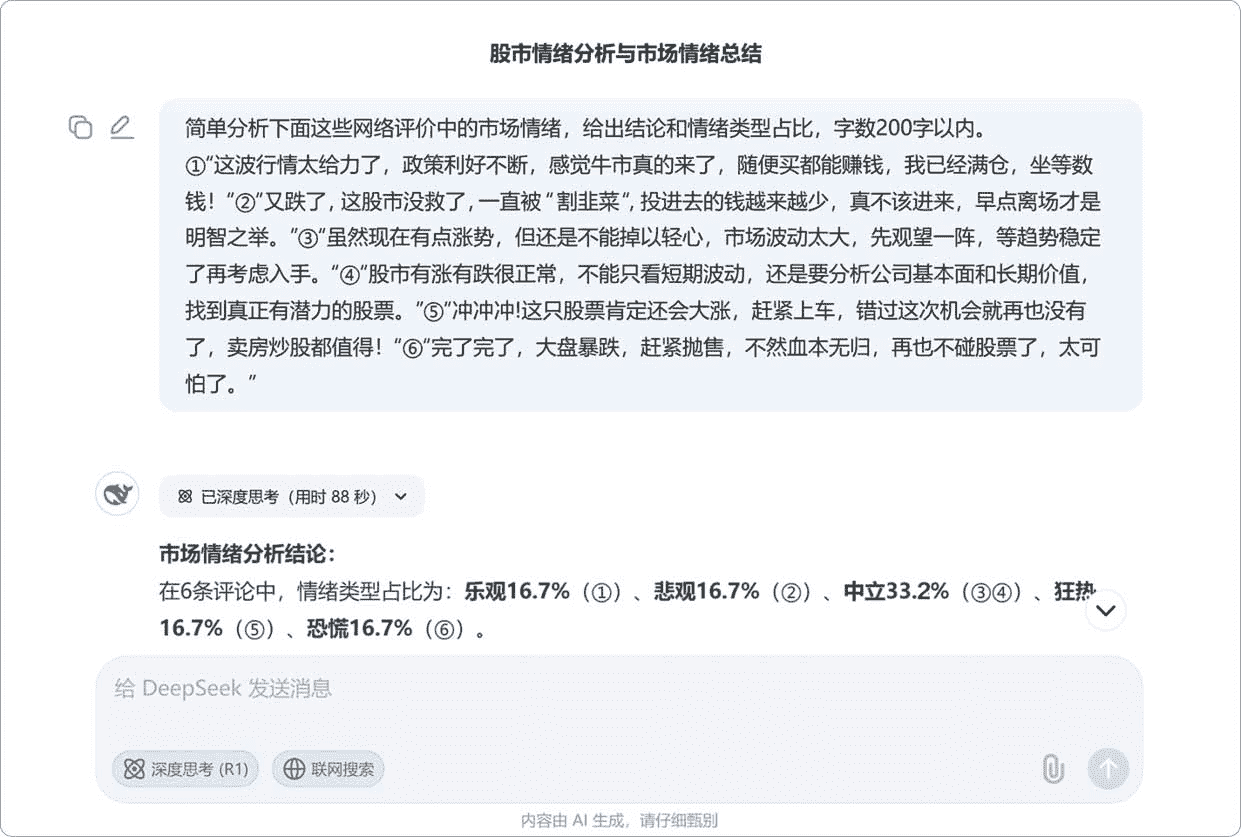 股市情绪分析与市场情绪总结
简单分析下面这些网络评价中的市场情绪，给出结论和情绪类型占比，字数200字以内。
①“这波行情太给力了，政策利好不断，感觉牛市真的来了，随便买都能赚钱，我已经满仓，坐等数
钱！“②”又跌了, 这股市没救了, 一直被 “ 割韭菜 “, 投进去的钱越来越少，真不该进来，早点离场才是
明智之举。”③“虽然现在有点涨势，但还是不能掉以轻心，市场波动太大，先观望一阵，等趋势稳定
了再考虑入手。“④”股市有涨有跌很正常，不能只看短期波动，还是要分析公司基本面和长期价值，
找到真正有潜力的股票。”⑤“冲冲冲!这只股票肯定还会大涨，赶紧上车，错过这次机会就再也没有
了，卖房炒股都值得！“⑥“完了完了，大盘暴跌，赶紧抛售，不然血本无归，再也不碰股票了，太可
怕了。”
已深度思考（用时 88 秒）
市场情绪分析结论：
在6条评论中，情绪类型占比为：乐观16.7%（①）、悲观16.7%（②）、中立33.2%（③④）、狂热
16.7%（⑤）、恐慌16.7%（⑥）。
给 DeepSeek 发送消息
深度思考 (R1) 联网搜索
内容由 AI 生成，请仔细甄别